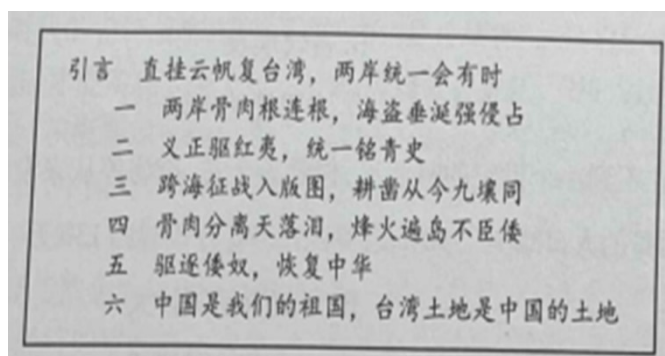 引言 直挂云帆复台湾，两岸统一会有时
一 两岸骨肉根连根，海盗垂涎强侵占
二 义正驱红夷，统一铭青史
三 跨海征战入版图，耕凿从今九壤同
四 骨肉分离天落泪，烽火遍岛不臣倭
五 驱逐倭奴，恢复中华
六 中国是我们的祖国，台湾土地是中国的土地